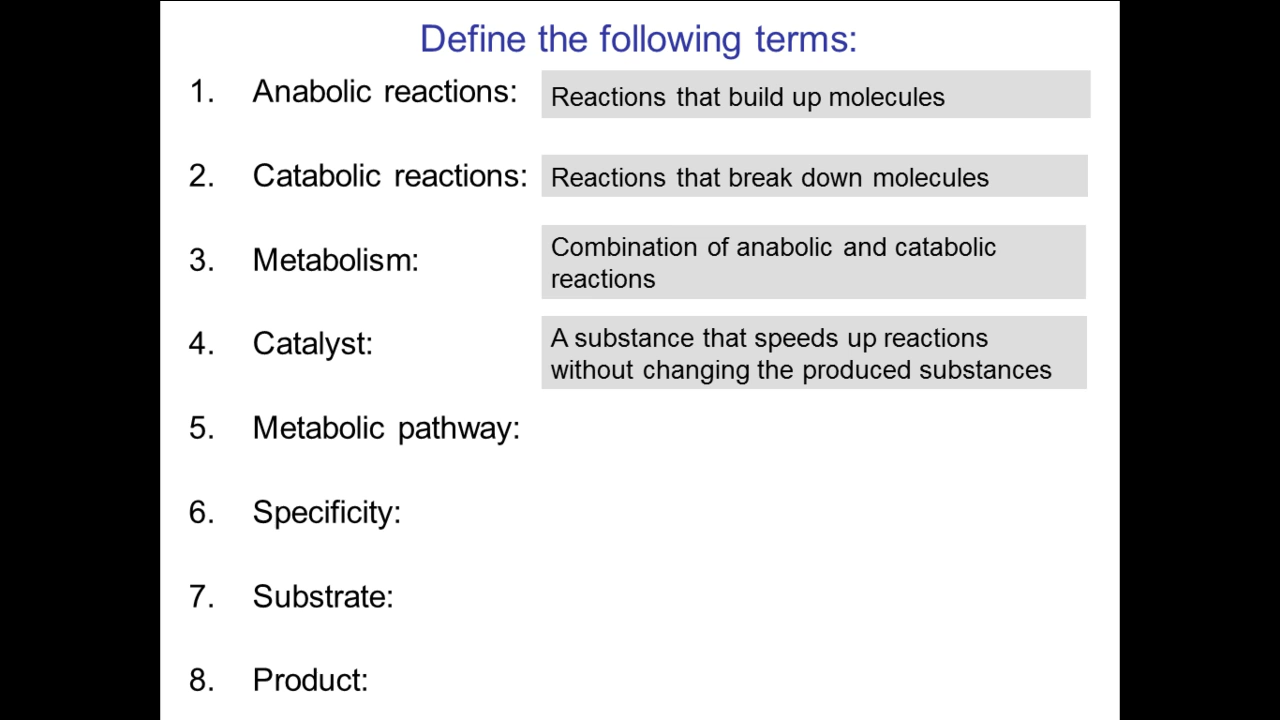 Define the following terms:
1. Anabolic reactions: Reactions that build up molecules
2. Catabolic reactions: Reactions that break down molecules
3. Metabolism: Combination of anabolic and catabolic
reactions
4. Catalyst: A substance that speeds up reactions
without changing the produced substances
5. Metabolic pathway:
6. Specificity:
7. Substrate:
8. Product: